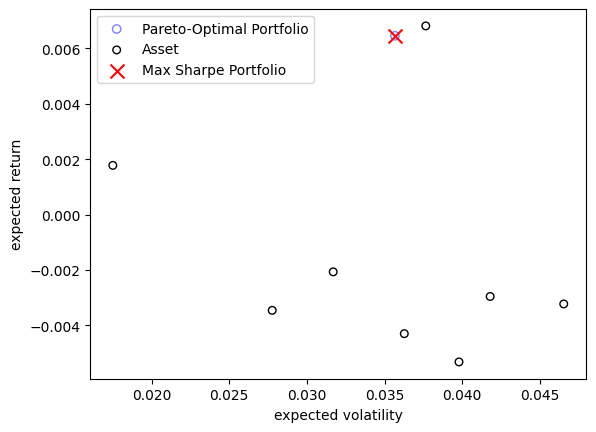 Pareto-Optimal Portfolio
Asset
Max Sharpe Portfolio
0.006
0.004
0.002
0.000
−0.002
−0.004
expected return
0.020 0.025 0.030 0.035 0.040 0.045
expected volatility